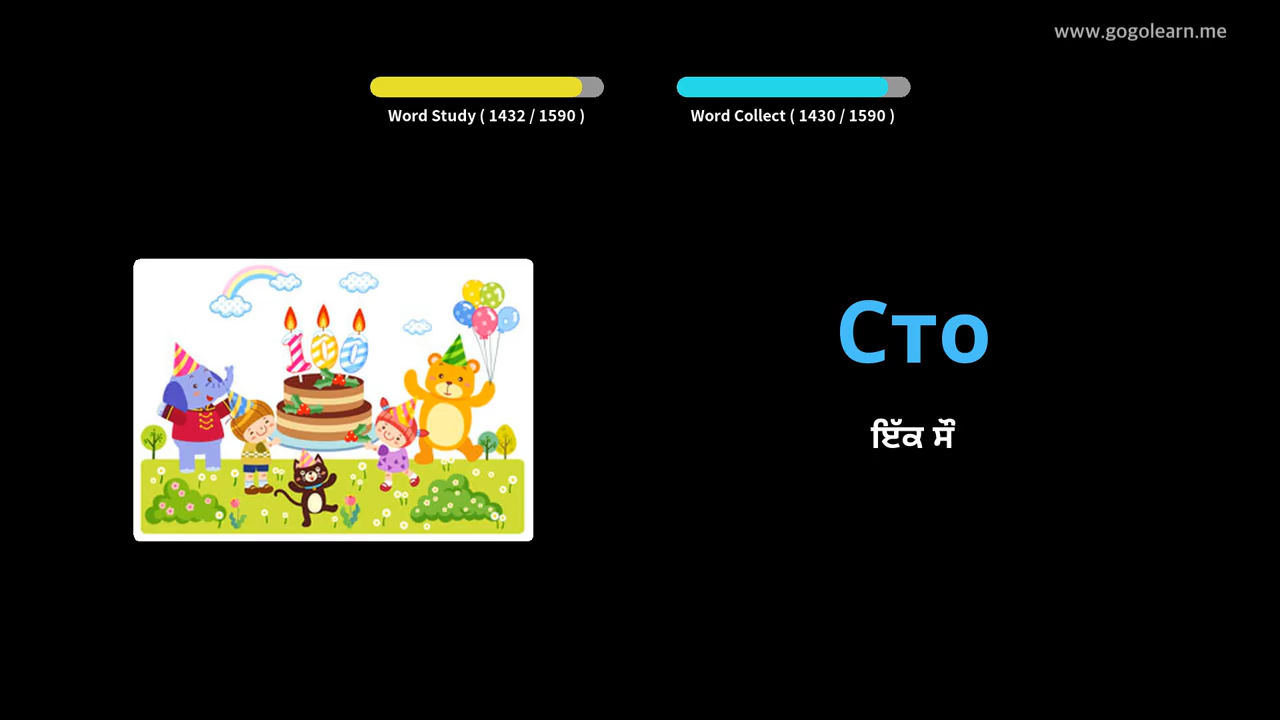 www.gogolearn.me
Word Study ( 1432 / 1590 )
Word Collect ( 1430 / 1590 )
100
Сто
ਇੱਕ ਸੌ